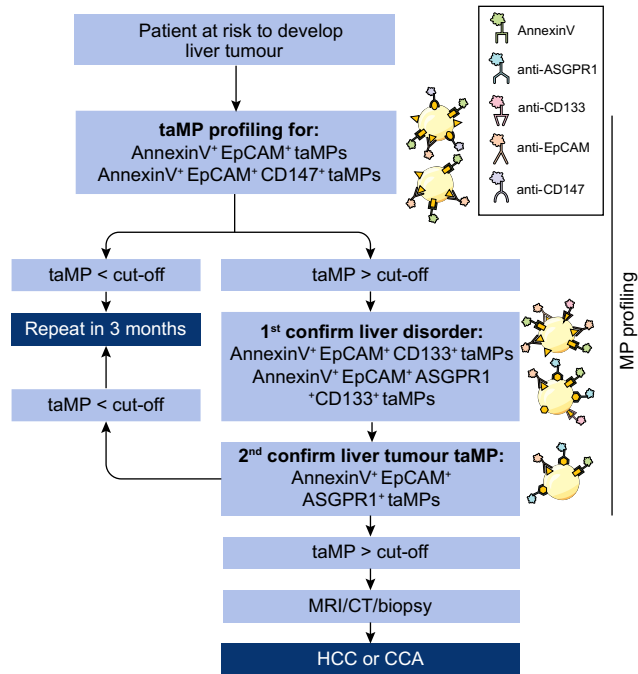 Patient at risk to develop
liver tumour
AnnexinV
anti-ASGPR1
anti-CD133
anti-EpCAM
anti-CD147
taMP profiling for:
AnnexinV⁺ EpCAM⁺ taMPs
AnnexinV⁺ EpCAM⁺ CD147⁺ taMPs
MP profiling
taMP < cut-off
taMP > cut-off
Repeat in 3 months
1ˢᵗ confirm liver disorder:
AnnexinV⁺ EpCAM⁺ CD133⁺ taMPs
AnnexinV⁺ EpCAM⁺ ASGPR1
⁺CD133⁺ taMPs
taMP < cut-off
2ⁿᵈ confirm liver tumour taMP:
AnnexinV⁺ EpCAM⁺
ASGPR1⁺ taMPs
taMP > cut-off
MRI/CT/biopsy
HCC or CCA